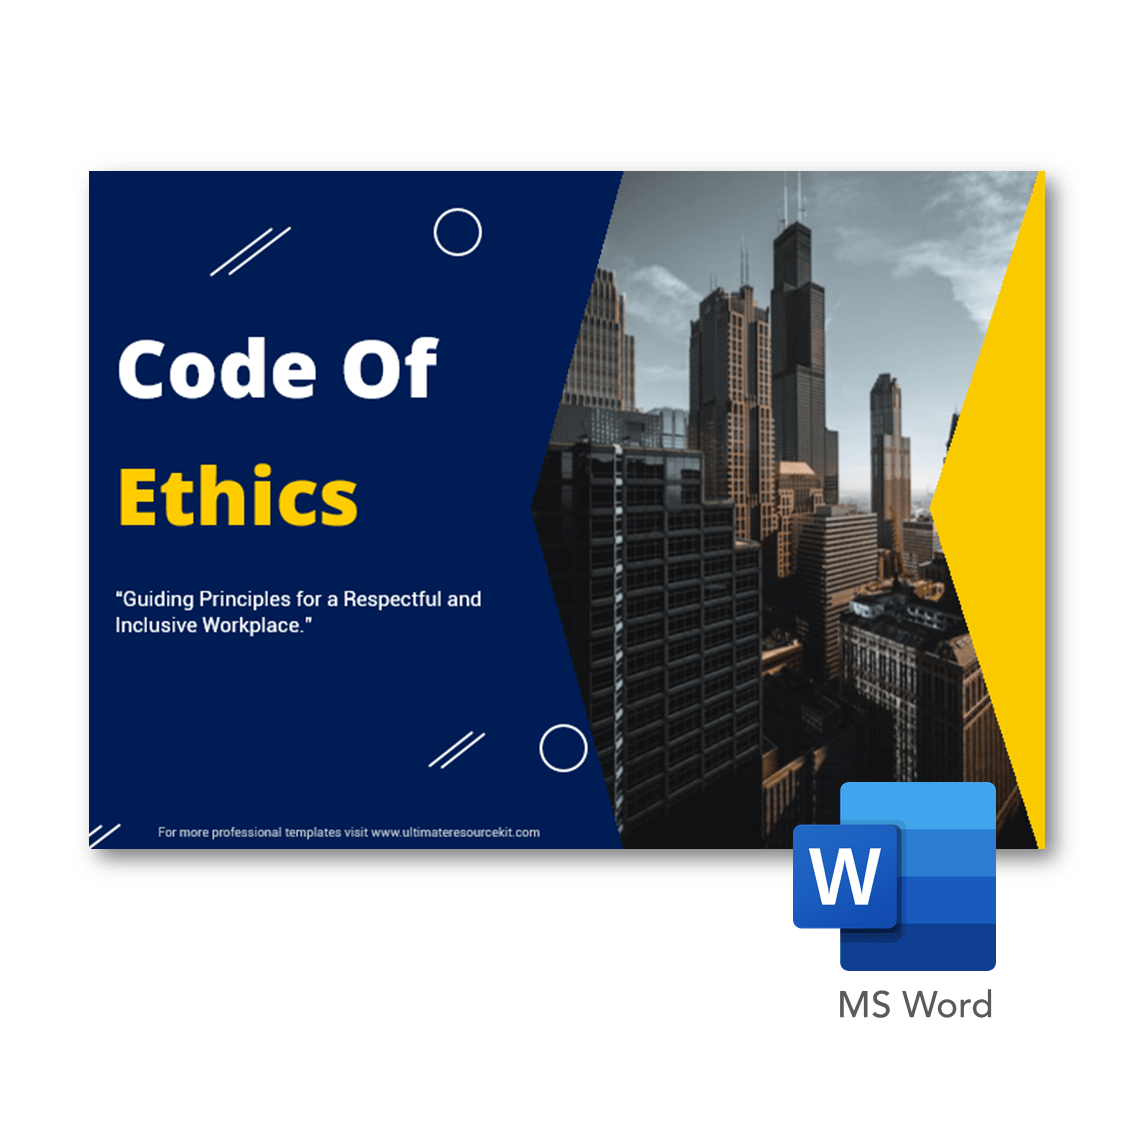 Code Of
Ethics
“Guiding Principles for a Respectful and
Inclusive Workplace.”
For more professional templates visit www.ultimateresourcekit.com
W
MS Word